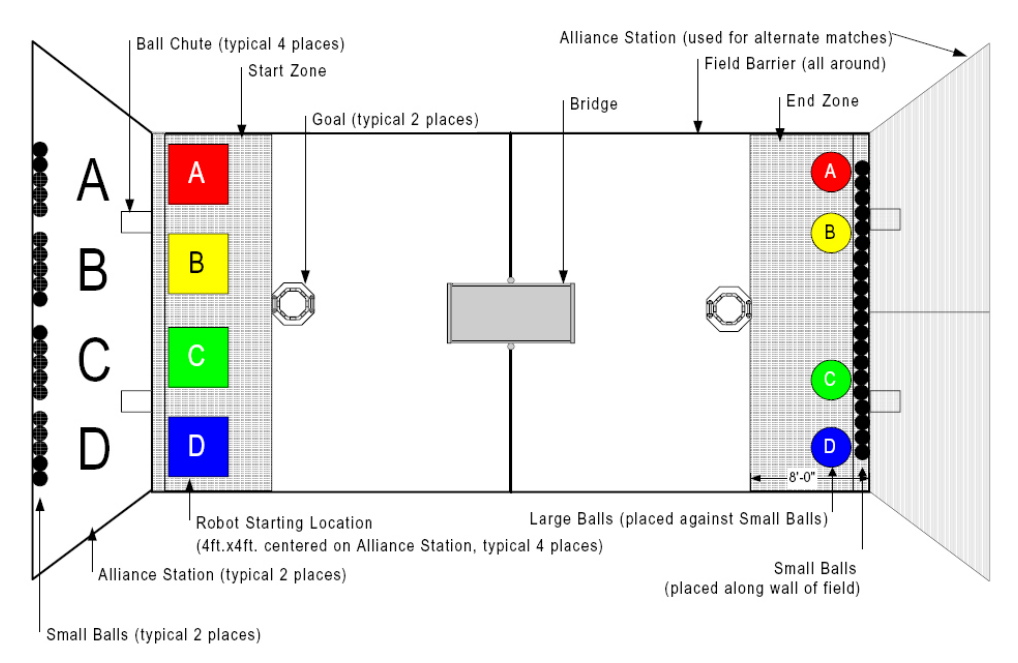 Ball Chute (typical 4 places)
Start Zone
Goal (typical 2 places)
Bridge
Alliance Station (used for alternate matches)
Field Barrier (all around)
End Zone
A
B
C
D
A
B
C
D
A
B
C
D
8'-0"
Robot Starting Location
(4ft.x4ft. centered on Alliance Station, typical 4 places)
Large Balls (placed against Small Balls)
Alliance Station (typical 2 places)
Small Balls
(placed along wall of field)
Small Balls (typical 2 places)